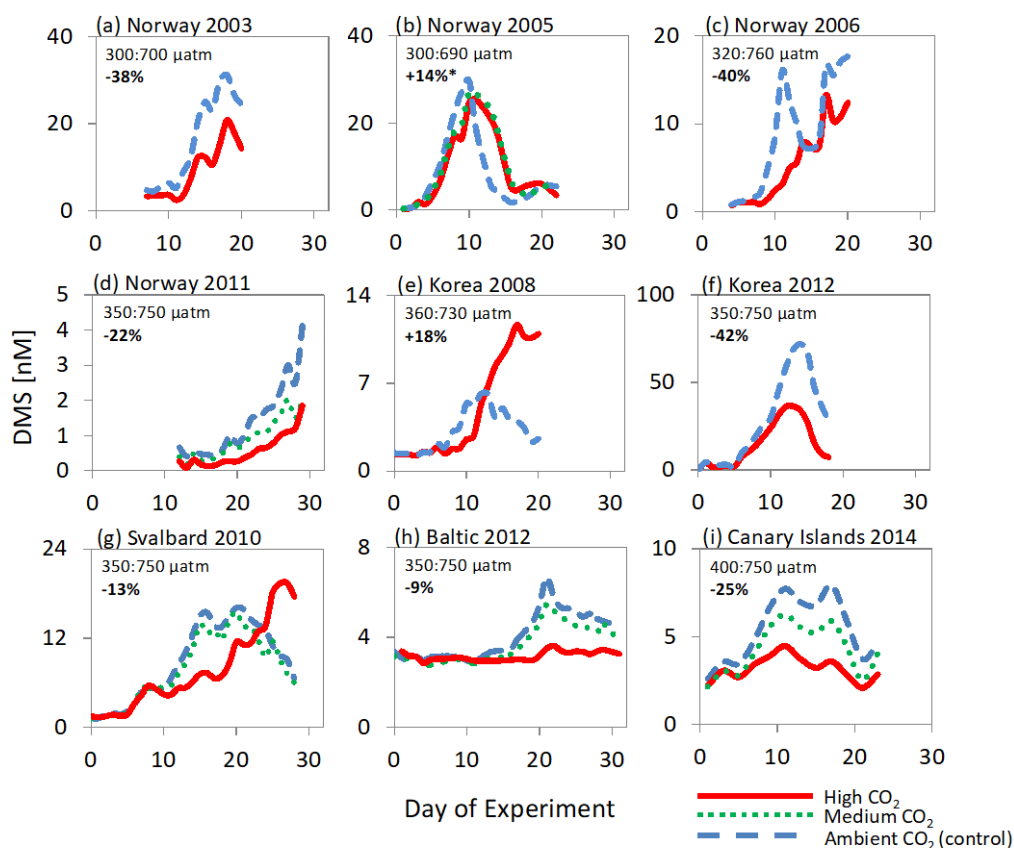 (a) Norway 2003
40
300:700 µatm
-38%
20
0
0 10 20 30
(b) Norway 2005
40
300:690 µatm
+14%*
20
0
0 10 20 30
(c) Norway 2006
20
320:760 µatm
-40%
10
0
0 10 20 30
(d) Norway 2011
5
350:750 µatm
-22%
4
3
2
1
0
0 10 20 30
(e) Korea 2008
14
360:730 µatm
+18%
7
0
0 10 20 30
(f) Korea 2012
100
350:750 µatm
-42%
50
0
0 10 20 30
DMS [nM]
(g) Svalbard 2010
24
350:750 µatm
-13%
12
0
0 10 20 30
(h) Baltic 2012
8
350:750 µatm
-9%
4
0
0 10 20 30
(i) Canary Islands 2014
10
400:750 µatm
-25%
5
0
0 10 20 30
Day of Experiment
High CO₂
Medium CO₂
Ambient CO₂ (control)